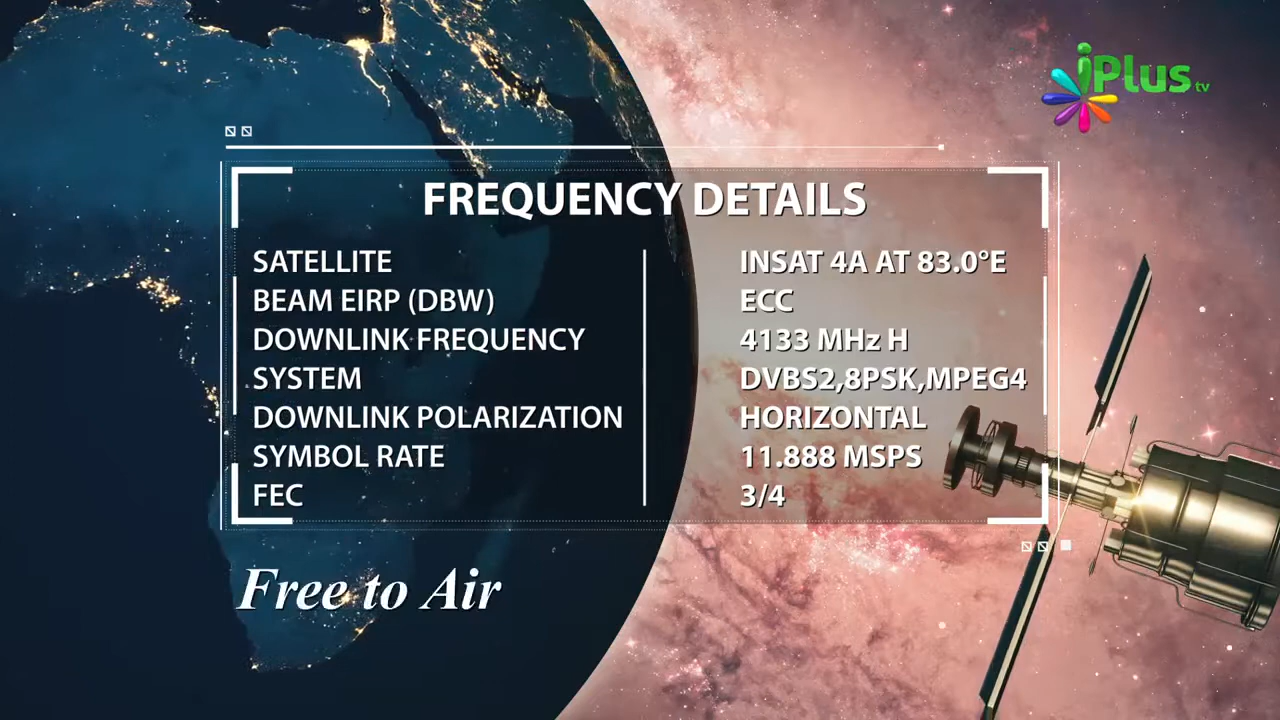 iPlus tv
FREQUENCY DETAILS
SATELLITE INSAT 4A AT 83.0°E
BEAM EIRP (DBW) ECC
DOWNLINK FREQUENCY 4133 MHz H
SYSTEM DVBS2,8PSK,MPEG4
DOWNLINK POLARIZATION HORIZONTAL
SYMBOL RATE 11.888 MSPS
FEC 3/4
Free to Air